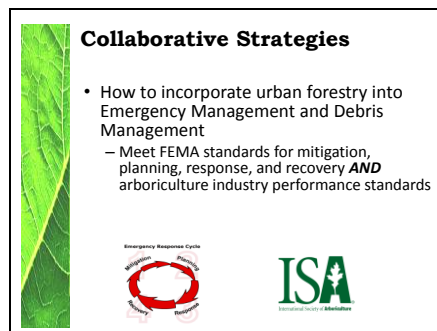 Collaborative Strategies
• How to incorporate urban forestry into
Emergency Management and Debris
Management
– Meet FEMA standards for mitigation,
planning, response, and recovery AND
arboriculture industry performance standards
Emergency Response Cycle
Mitigation
Planning
Recovery
Response
ISA
International Society of Arboriculture